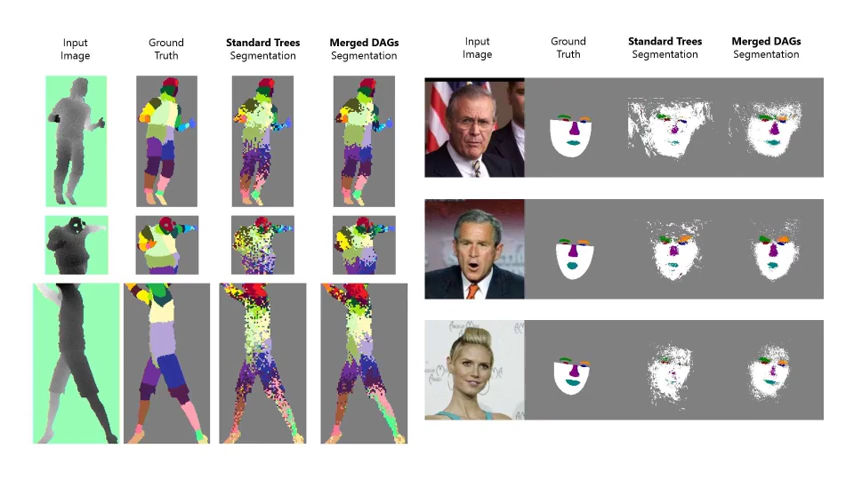 Input
Image
Ground
Truth
Standard Trees
Segmentation
Merged DAGs
Segmentation
Input
Image
Ground
Truth
Standard Trees
Segmentation
Merged DAGs
Segmentation